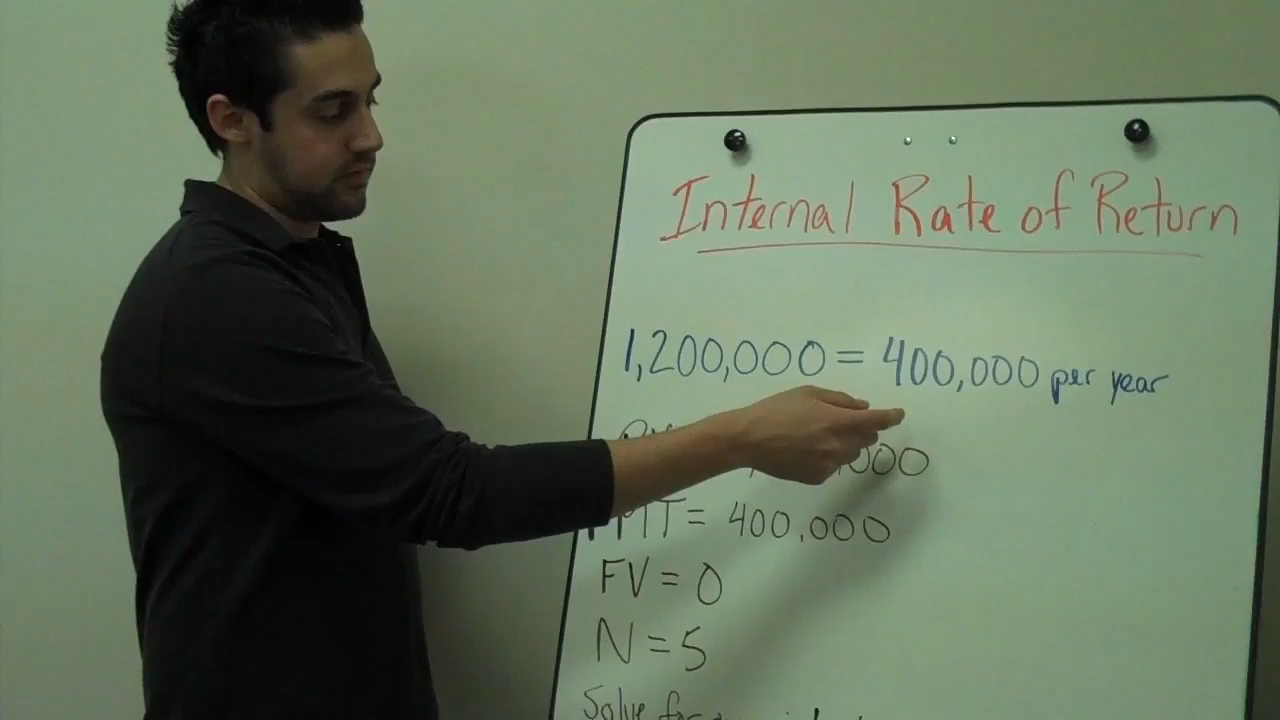 Internal Rate of Return
1,200,000 = 400,000 per year
000
PMT = 400,000
FV = 0
N = 5
Solve for